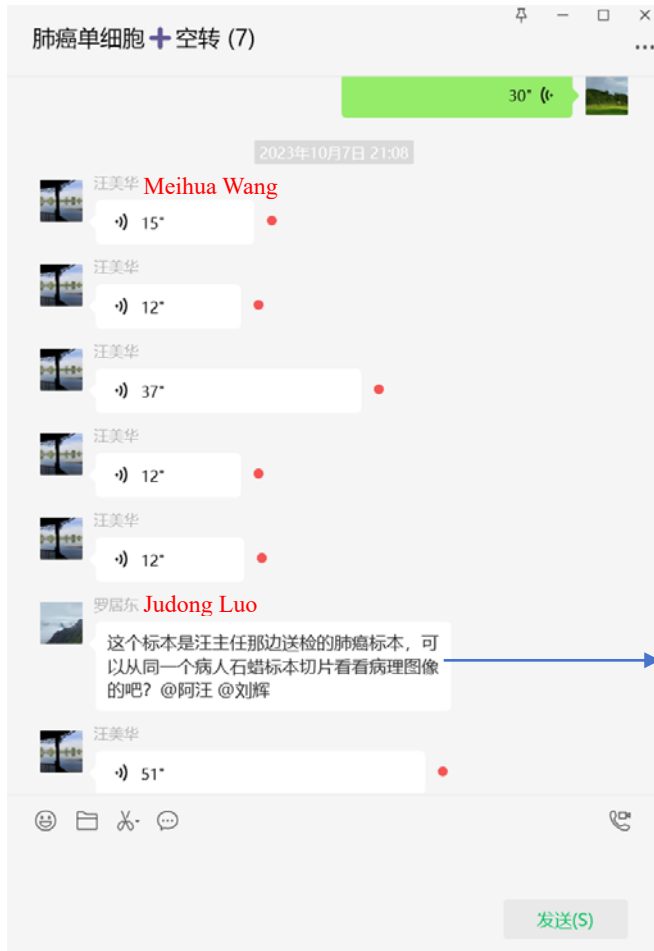 肺癌单细胞➕空转 (7)
30"
2023年10月7日 21:08
汪美华 Meihua Wang
15"
汪美华
12"
汪美华
37"
汪美华
12"
汪美华
12"
罗居东 Judong Luo
这个标本是汪主任那边送检的肺癌标本，可
以从同一个病人石蜡标本切片看看病理图像
的吧？@阿汪 @刘辉
汪美华
51"
发送(S)